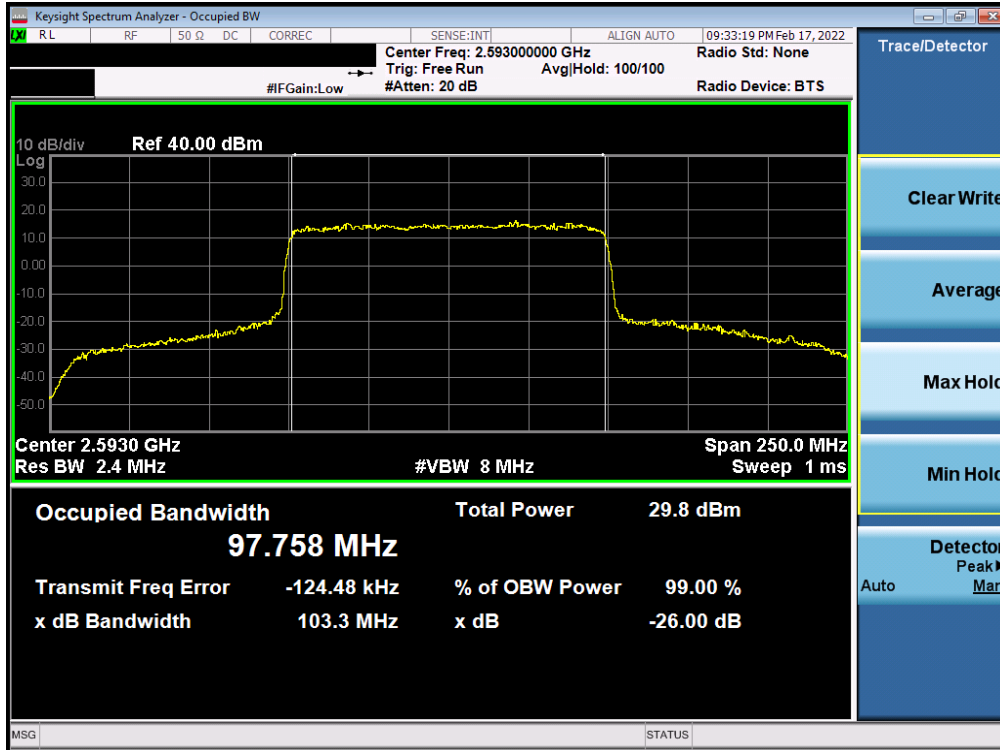 Keysight Spectrum Analyzer - Occupied BW
LXI RL RF 50 Ω DC CORREC SENSE:INT ALIGN AUTO 09:33:19 PM Feb 17, 2022
Center Freq: 2.593000000 GHz Radio Std: None
Trig: Free Run Avg|Hold: 100/100
#IFGain:Low #Atten: 20 dB Radio Device: BTS
10 dB/div Ref 40.00 dBm
Log
30.0
20.0
10.0
0.00
-10.0
-20.0
-30.0
-40.0
-50.0
Center 2.5930 GHz Span 250.0 MHz
Res BW 2.4 MHz #VBW 8 MHz Sweep 1 ms
Occupied Bandwidth Total Power 29.8 dBm
97.758 MHz
Transmit Freq Error -124.48 kHz % of OBW Power 99.00 %
x dB Bandwidth 103.3 MHz x dB -26.00 dB
MSG STATUS
Trace/Detector
Clear Write
Average
Max Hold
Min Hold
Detector
Peak
Auto Man